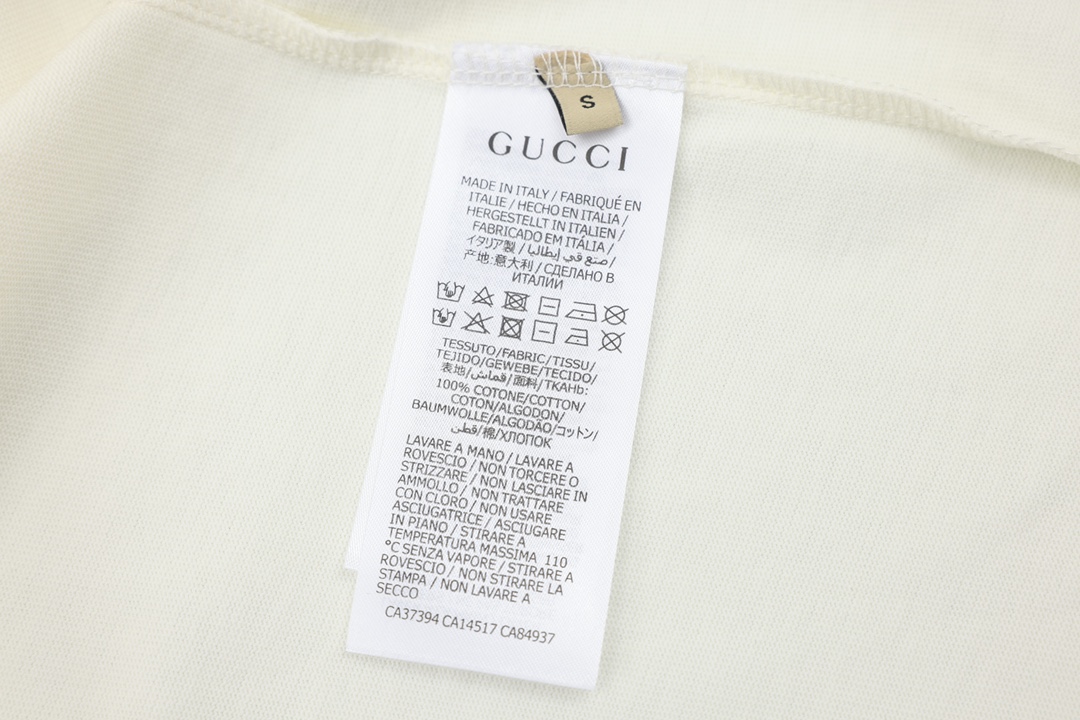 S
GUCCI
MADE IN ITALY / FABRIQUÉ EN
ITALIE / HECHO EN ITALIA /
HERGESTELLT IN ITALIEN /
FABRICADO EM ITÁLIA /
イタリア製 / صنع في إيطاليا /
产地:意大利 / СДЕЛАНО В
ИТАЛИИ
TESSUTO/FABRIC/TISSU/
TEJIDO/GEWEBE/TECIDO/
表地/قماش/面料/ТКАНЬ:
100% COTONE/COTTON/
COTON/ALGODON/
BAUMWOLLE/ALGODÃO/コットン/
قطن/棉/ХЛОПОК
LAVARE A MANO / LAVARE A
ROVESCIO / NON TORCERE O
STRIZZARE / NON LASCIARE IN
AMMOLLO / NON TRATTARE
CON CLORO / NON USARE
ASCIUGATRICE / ASCIUGARE
IN PIANO / STIRARE A
TEMPERATURA MASSIMA 110
°C SENZA VAPORE / STIRARE A
ROVESCIO / NON STIRARE LA
STAMPA / NON LAVARE A
SECCO
CA37394 CA14517 CA84937